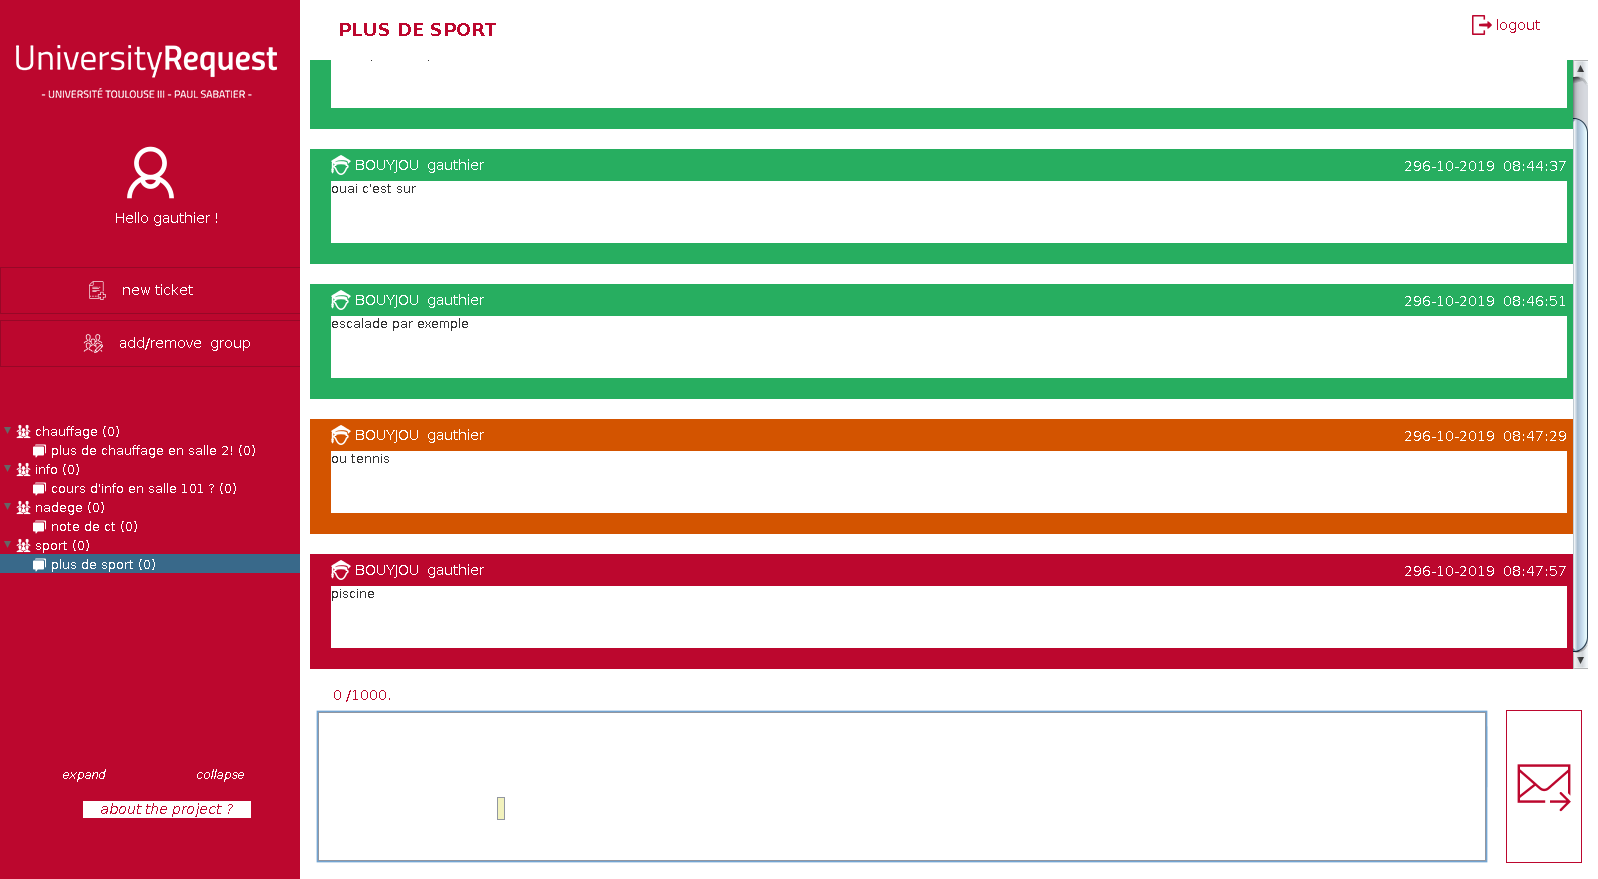 UniversityRequest
- UNIVERSITÉ TOULOUSE III - PAUL SABATIER -
Hello gauthier !
new ticket
add/remove group
chauffage (0)
plus de chauffage en salle 2! (0)
info (0)
cours d'info en salle 101 ? (0)
nadege (0)
note de ct (0)
sport (0)
plus de sport (0)
expand collapse
about the project ?
PLUS DE SPORT
logout
BOUYJOU gauthier 296-10-2019 08:44:37
ouai c'est sur
BOUYJOU gauthier 296-10-2019 08:46:51
escalade par exemple
BOUYJOU gauthier 296-10-2019 08:47:29
ou tennis
BOUYJOU gauthier 296-10-2019 08:47:57
piscine
0 /1000.